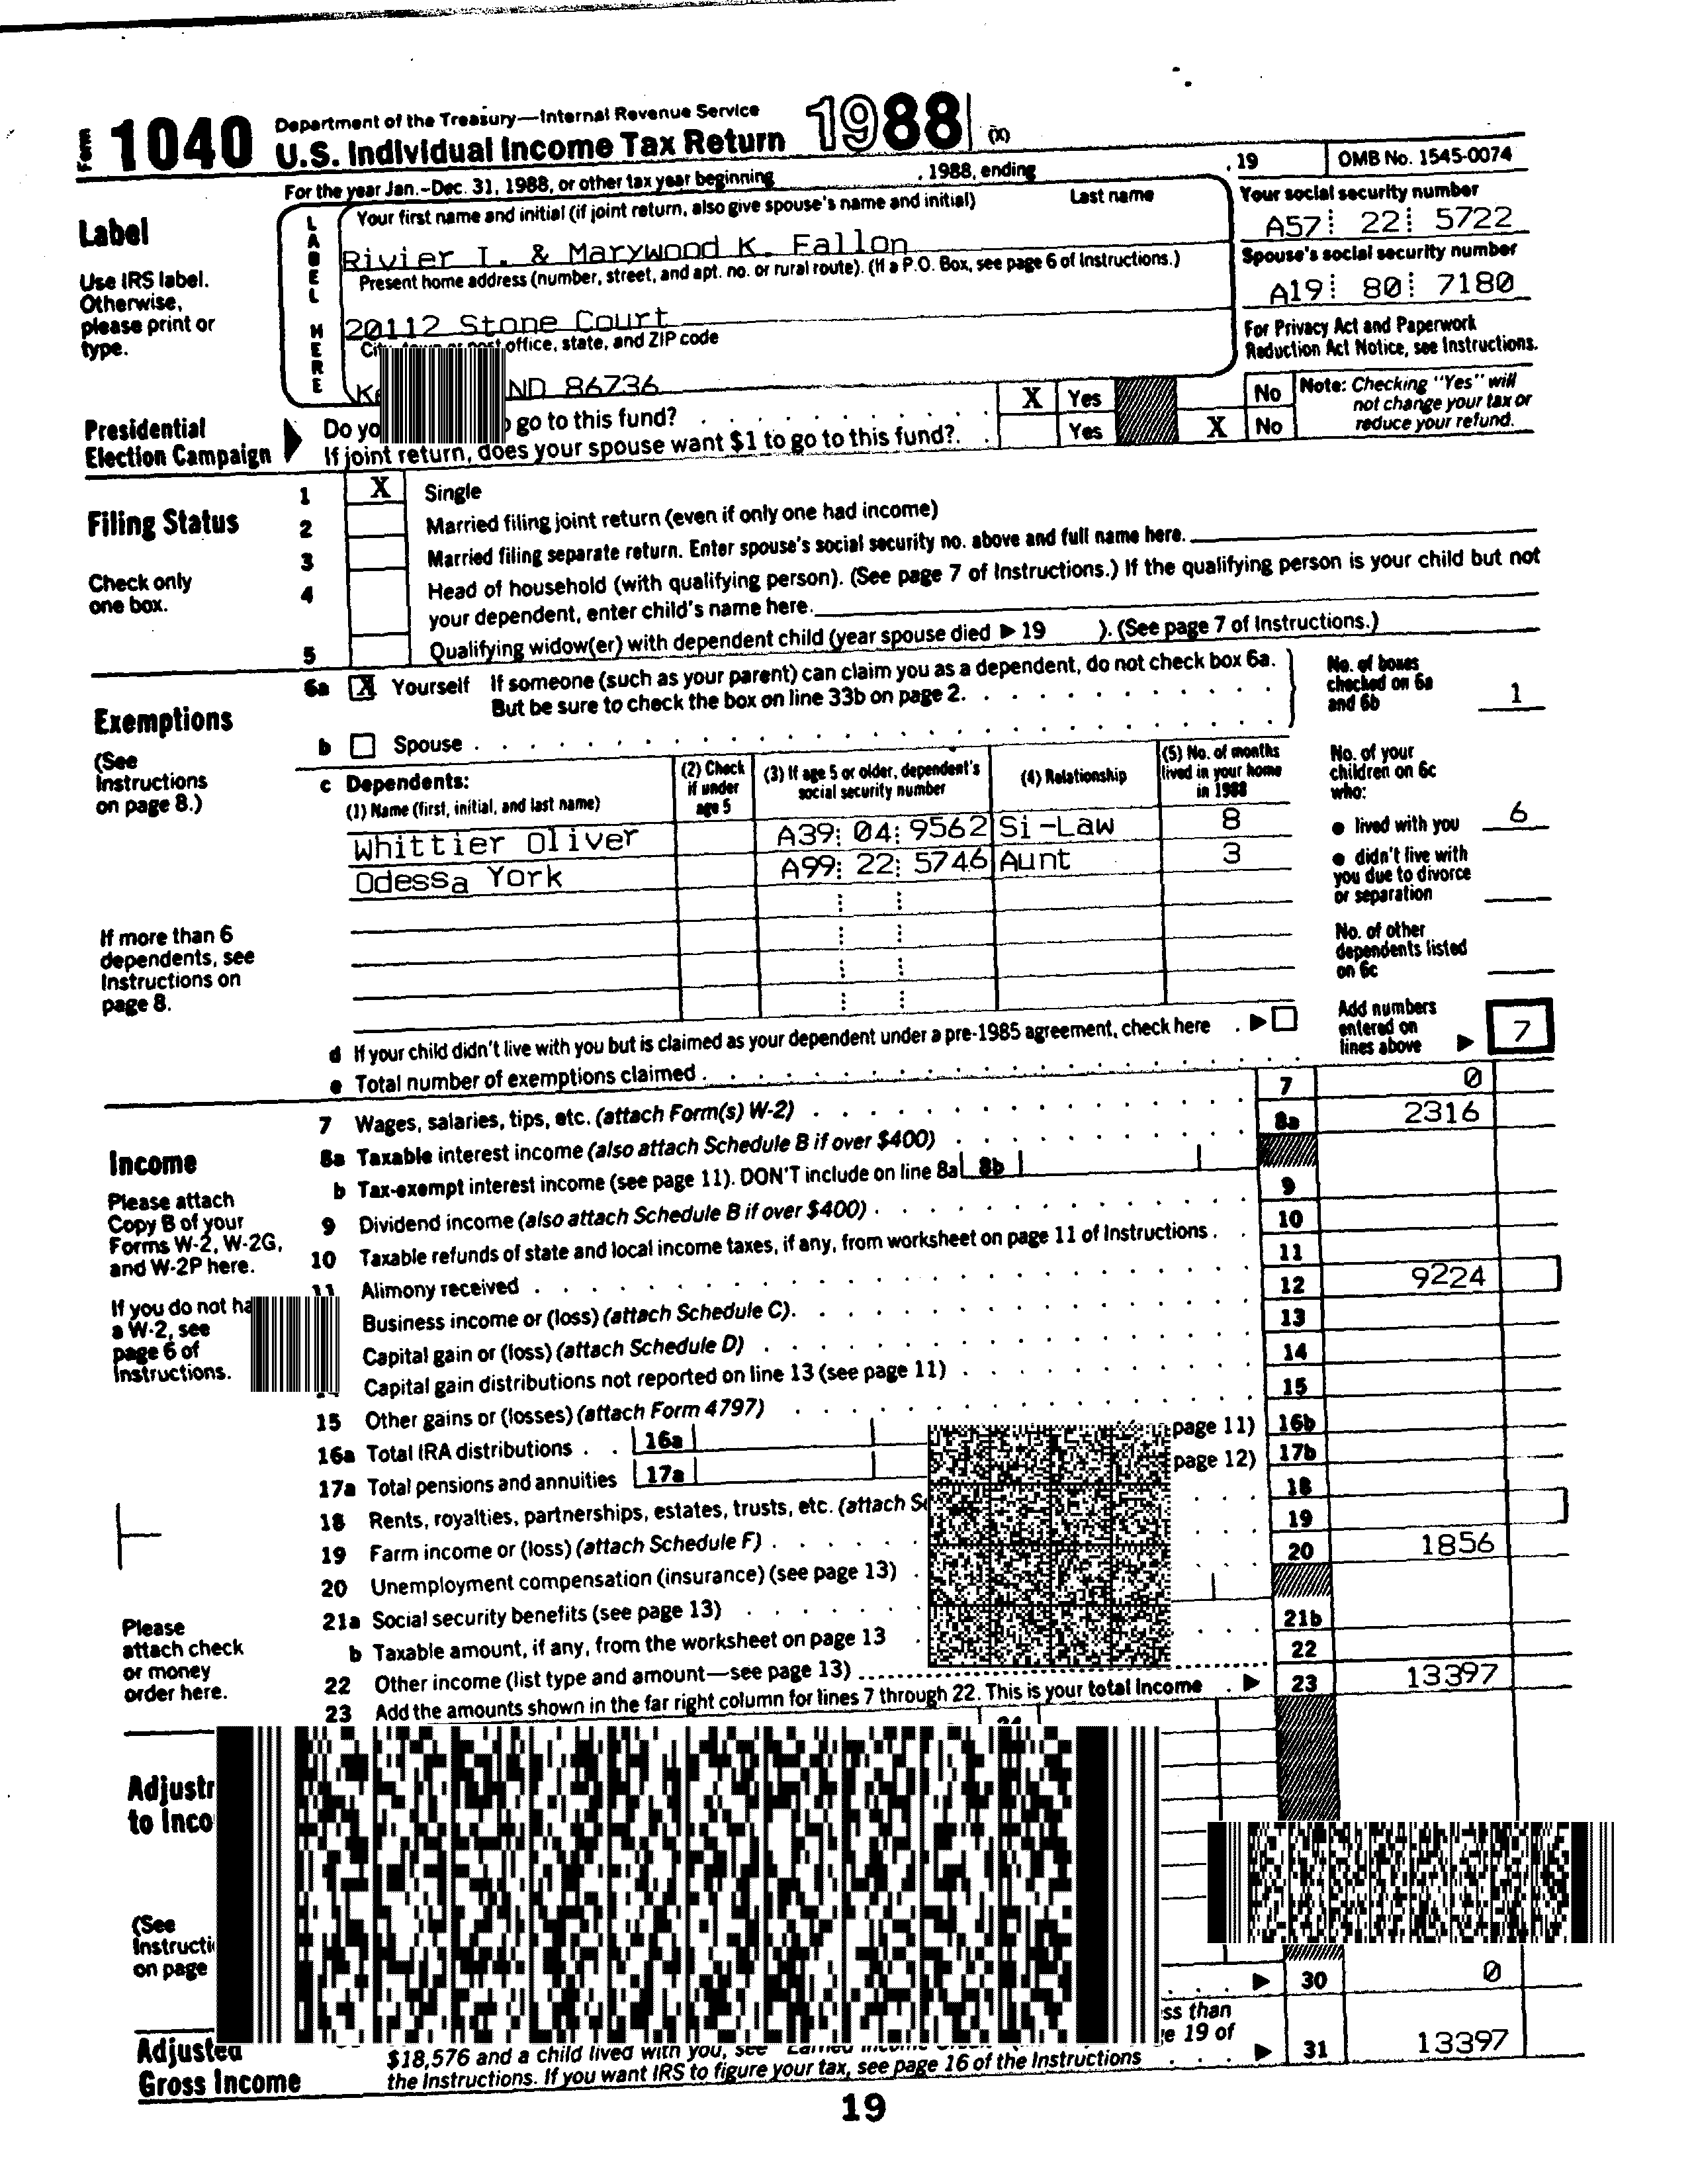 Form 1040 Department of the Treasury—Internal Revenue Service
U.S. Individual Income Tax Return 1988 (X)
For the year Jan.-Dec. 31, 1988, or other tax year beginning , 1988, ending , 19 OMB No. 1545-0074
Label
Use IRS label. Otherwise, please print or type.
LABEL HERE
Your first name and initial (if joint return, also give spouse's name and initial) Last name
Rivier I. & Marywood K. Fallon
Your social security number
A57 22 5722
Present home address (number, street, and apt. no. or rural route). (If a P.O. Box, see page 6 of Instructions.)
20112 Stone Court
Spouse's social security number
A19 80 7180
office, state, and ZIP code
ND 86736
For Privacy Act and Paperwork Reduction Act Notice, see Instructions.
Presidential Election Campaign
Do yo go to this fund? X Yes No
If joint return, does your spouse want $1 to go to this fund? Yes X No
Note: Checking "Yes" will not change your tax or reduce your refund.
Filing Status
Check only one box.
1 X Single
2 Married filing joint return (even if only one had income)
3 Married filing separate return. Enter spouse's social security no. above and full name here.
4 Head of household (with qualifying person). (See page 7 of Instructions.) If the qualifying person is your child but not
your dependent, enter child's name here.
5 Qualifying widow(er) with dependent child (year spouse died ▶ 19 ). (See page 7 of Instructions.)
Exemptions
(See Instructions on page 8.)
6a X Yourself If someone (such as your parent) can claim you as a dependent, do not check box 6a.
But be sure to check the box on line 33b on page 2.
b Spouse
No. of boxes checked on 6a and 6b 1
c Dependents:
(1) Name (first, initial, and last name)
(2) Check if under age 5
(3) If age 5 or older, dependent's social security number
(4) Relationship
(5) No. of months lived in your home in 1988
Whittier Oliver A39 04 9562 Si-Law 8
Odessa York A99 22 5746 Aunt 3
No. of your children on 6c who:
● lived with you 6
● didn't live with you due to divorce or separation
No. of other dependents listed on 6c
If more than 6 dependents, see Instructions on page 8.
d If your child didn't live with you but is claimed as your dependent under a pre-1985 agreement, check here ▶
e Total number of exemptions claimed
Add numbers entered on lines above ▶ 7
Income
Please attach Copy B of your Forms W-2, W-2G, and W-2P here.
If you do not ha
a W-2, see page 6 of Instructions.
Please attach check or money order here.
7 Wages, salaries, tips, etc. (attach Form(s) W-2) 7 0
8a Taxable interest income (also attach Schedule B if over $400) 8a 2316
b Tax-exempt interest income (see page 11). DON'T include on line 8a 8b
9 Dividend income (also attach Schedule B if over $400) 9
10 Taxable refunds of state and local income taxes, if any, from worksheet on page 11 of Instructions 10
11 Alimony received 11
Business income or (loss) (attach Schedule C) 12 9224
Capital gain or (loss) (attach Schedule D) 13
Capital gain distributions not reported on line 13 (see page 11) 14
15 Other gains or (losses) (attach Form 4797) 15
16a Total IRA distributions 16a page 11) 16b
17a Total pensions and annuities 17a page 12) 17b
18 Rents, royalties, partnerships, estates, trusts, etc. (attach 18
19 Farm income or (loss) (attach Schedule F) 19
20 Unemployment compensation (insurance) (see page 13) 20 1856
21a Social security benefits (see page 13)
b Taxable amount, if any, from the worksheet on page 13 21b
22 Other income (list type and amount—see page 13) 22
23 Add the amounts shown in the far right column for lines 7 through 22. This is your total income ▶ 23 13397
Adjustr
to Inco
(See
Instructi
on page
▶ 30 0
Adjusted Gross Income
ss than
e 19 of
$18,576 and a child lived with you, see
the Instructions. If you want IRS to figure your tax, see page 16 of the Instructions ▶ 31 13397
19